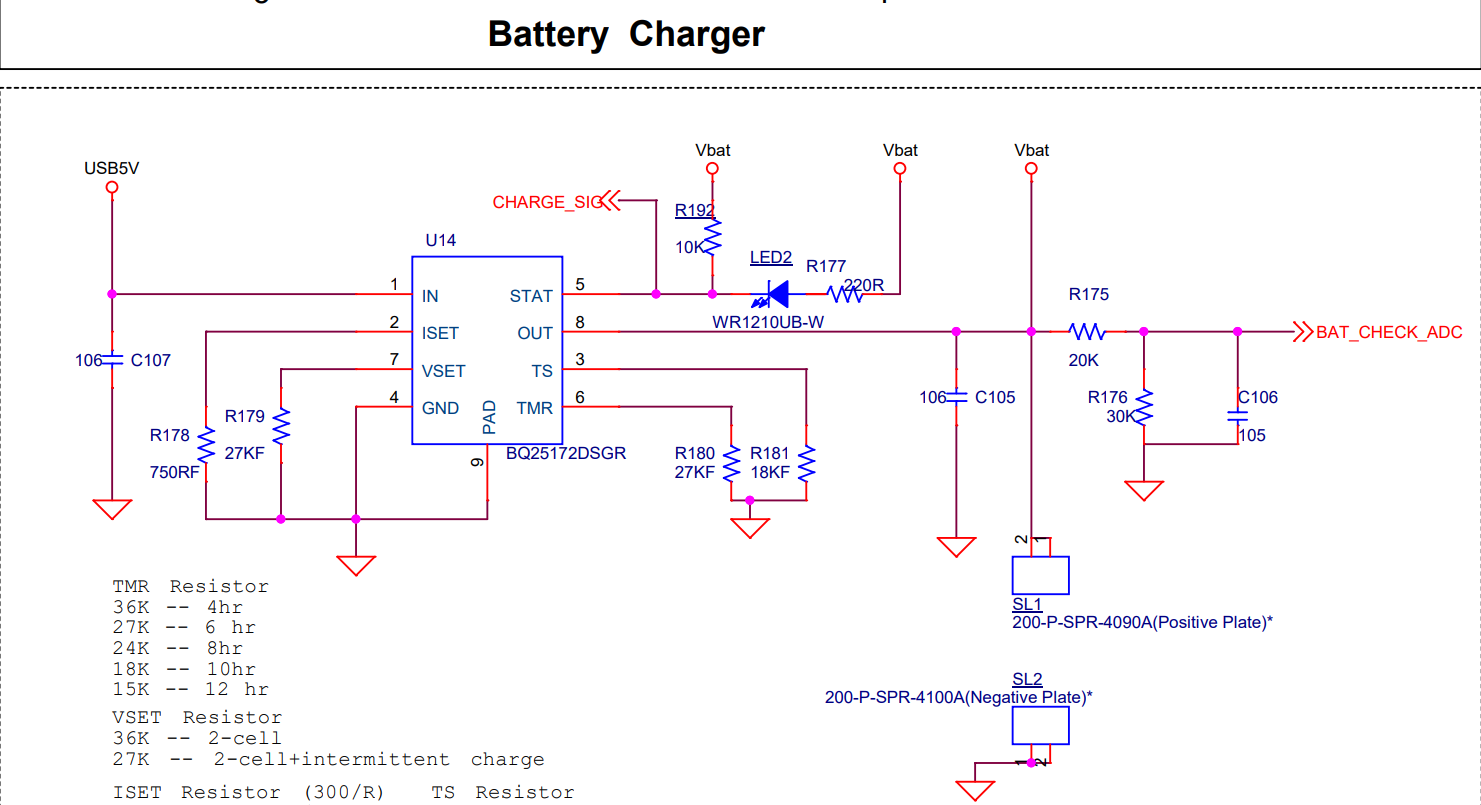 Battery Charger
USB5V
Vbat
Vbat
Vbat
CHARGE_SIG
R192
10K
U14
LED2
R177
220R
WR1210UB-W
1
IN
STAT
5
2
ISET
OUT
8
7
VSET
TS
3
4
GND
TMR
6
PAD
9
BQ25172DSGR
R175
20K
BAT_CHECK_ADC
106
C107
R178
750RF
R179
27KF
R180
27KF
R181
18KF
106
C105
R176
30K
C106
105
2
1
SL1
200-P-SPR-4090A(Positive Plate)*
SL2
200-P-SPR-4100A(Negative Plate)*
1
2
TMR Resistor
36K -- 4hr
27K -- 6 hr
24K -- 8hr
18K -- 10hr
15K -- 12 hr
VSET Resistor
36K -- 2-cell
27K -- 2-cell+intermittent charge
ISET Resistor (300/R) TS Resistor